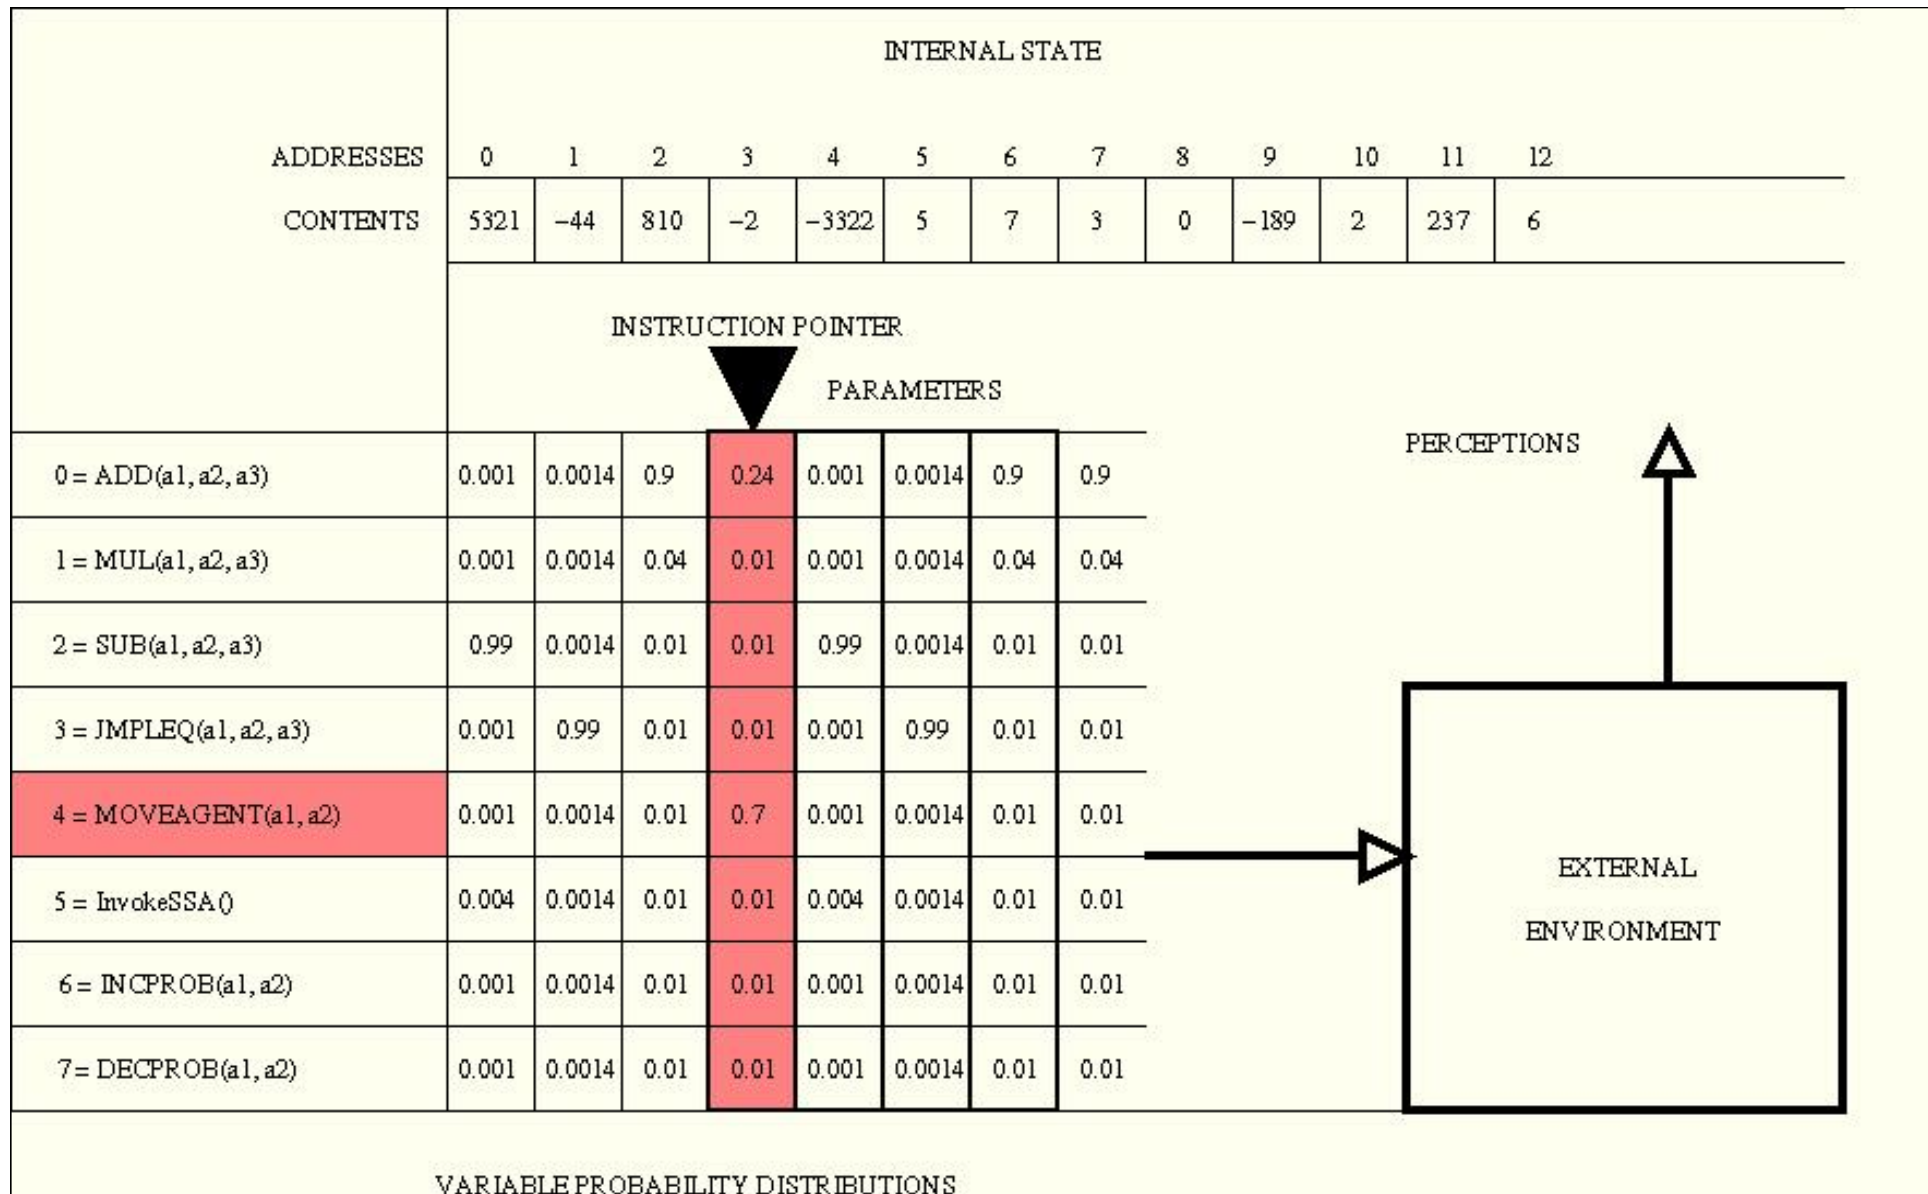 INTERNAL STATE
ADDRESSES 0 1 2 3 4 5 6 7 8 9 10 11 12
CONTENTS 5321 −44 810 −2 −3322 5 7 3 0 −189 2 237 6
INSTRUCTION POINTER
PARAMETERS
PERCEPTIONS
0 = ADD(a1, a2, a3) 0.001 0.0014 0.9 0.24 0.001 0.0014 0.9 0.9
1 = MUL(a1, a2, a3) 0.001 0.0014 0.04 0.01 0.001 0.0014 0.04 0.04
2 = SUB(a1, a2, a3) 0.99 0.0014 0.01 0.01 0.99 0.0014 0.01 0.01
3 = JMPLEQ(a1, a2, a3) 0.001 0.99 0.01 0.01 0.001 0.99 0.01 0.01
4 = MOVEAGENT(a1, a2) 0.001 0.0014 0.01 0.7 0.001 0.0014 0.01 0.01
5 = InvokeSSA() 0.004 0.0014 0.01 0.01 0.004 0.0014 0.01 0.01
6 = INCPROB(a1, a2) 0.001 0.0014 0.01 0.01 0.001 0.0014 0.01 0.01
7 = DECPROB(a1, a2) 0.001 0.0014 0.01 0.01 0.001 0.0014 0.01 0.01
EXTERNAL
ENVIRONMENT
VARIABLE PROBABILITY DISTRIBUTIONS